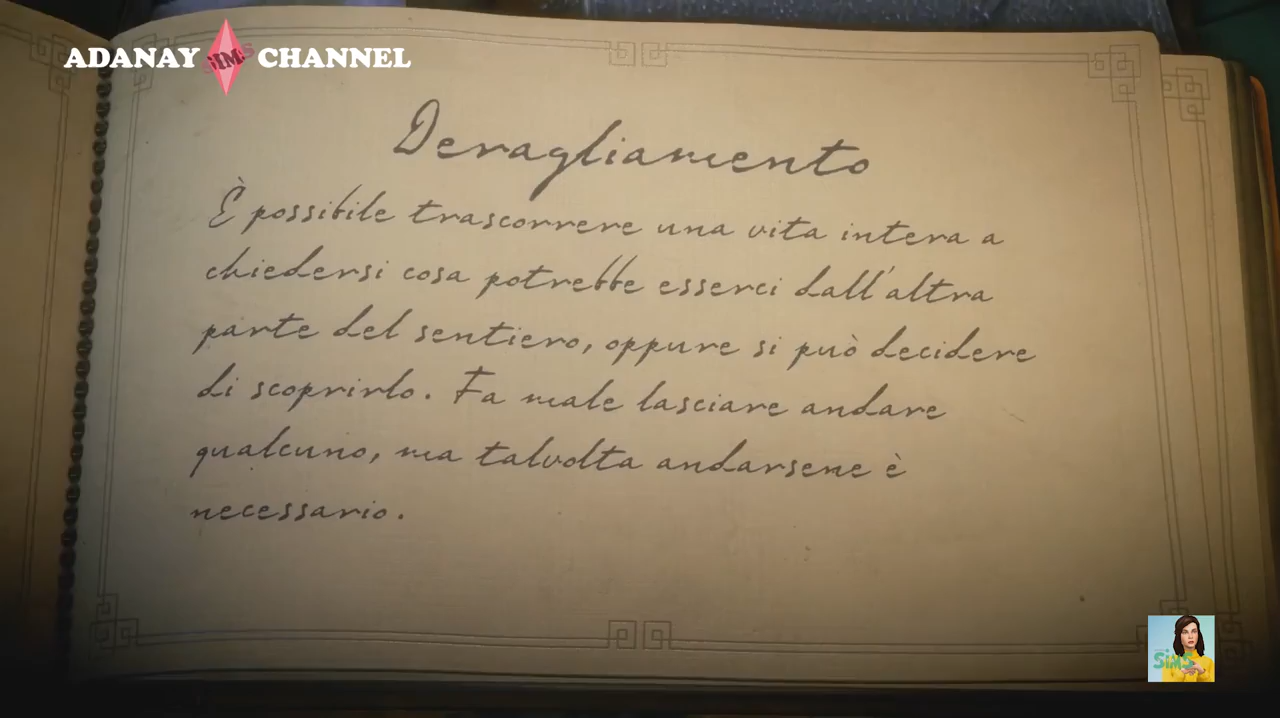 ADANAY SIMS CHANNEL
Deragliamento
È possibile trascorrere una vita intera a
chiedersi cosa potrebbe esserci dall'altra
parte del sentiero, oppure si può decidere
di scoprirlo. Fa male lasciare andare
qualcuno, ma talvolta andarsene è
necessario.
SIMS